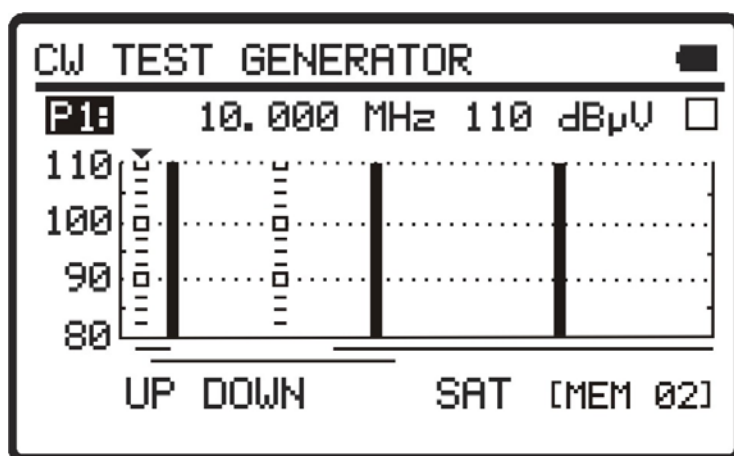 CW TEST GENERATOR
P1: 10.000 MHz 110 dBµV
110
100
90
80
UP DOWN SAT [MEM 02]